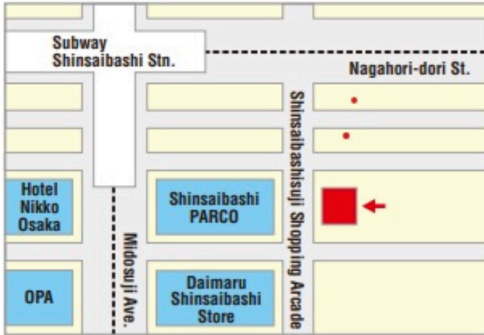 Subway
Shinsaibashi Stn.
Nagahori-dori St.
Shinsaibashisuji Shopping Arcade
Hotel
Nikko
Osaka
Shinsaibashi
PARCO
Midosuji Ave.
OPA
Daimaru
Shinsaibashi
Store